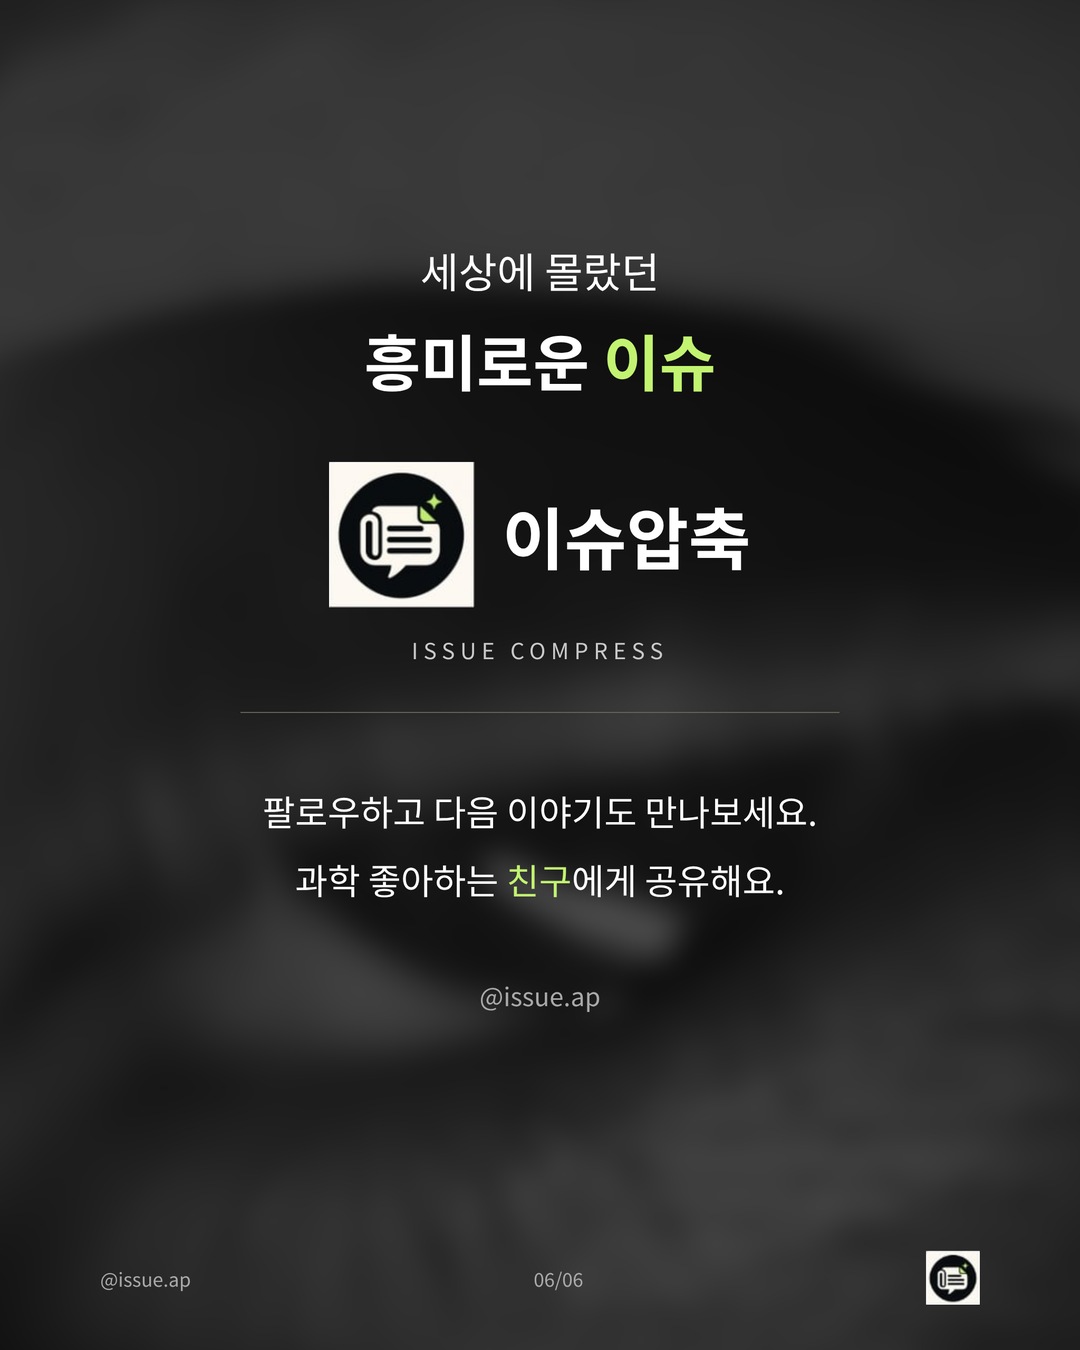 세상에 몰랐던
흥미로운 이슈
이슈압축
ISSUE COMPRESS
팔로우하고 다음 이야기도 만나보세요.
과학 좋아하는 친구에게 공유해요.
@issue.ap
@issue.ap
06/06